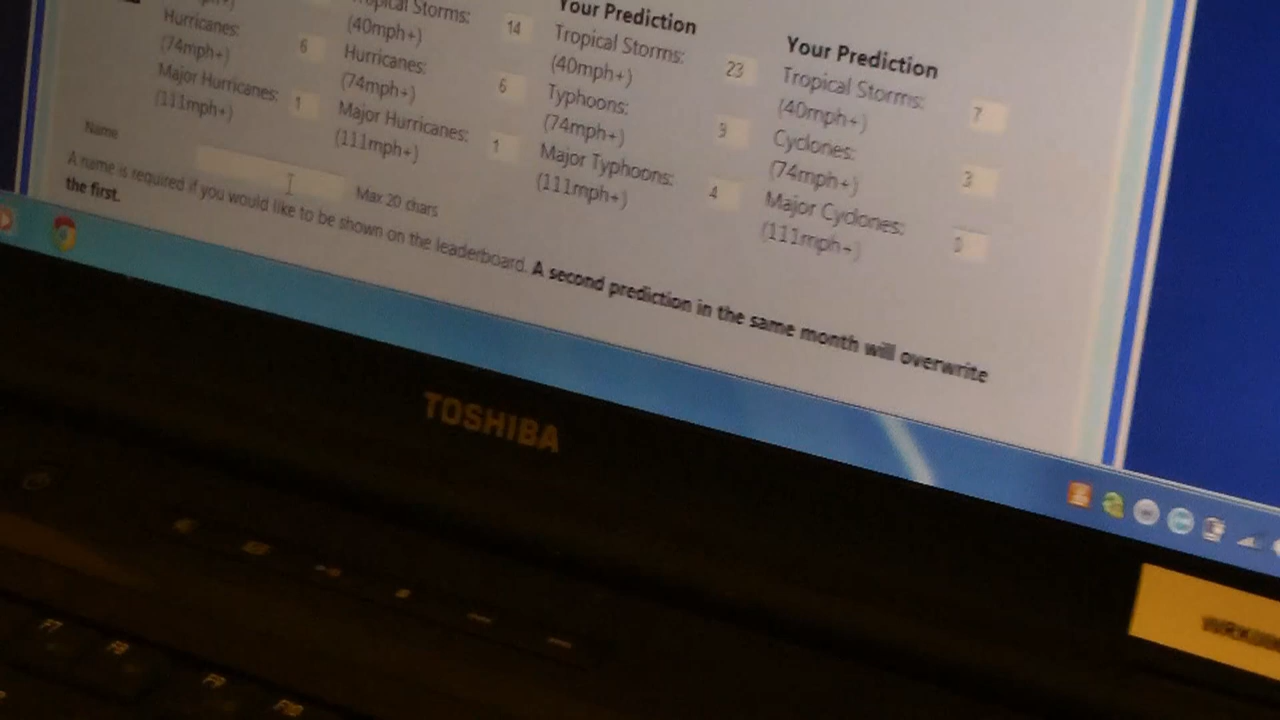 Hurricanes:
(74mph+)
6
Major Hurricanes:
(111mph+)
1
Tropical Storms:
(40mph+)
14
Hurricanes:
(74mph+)
6
Major Hurricanes:
(111mph+)
1
Your Prediction
Tropical Storms:
(40mph+)
23
Typhoons:
(74mph+)
9
Major Typhoons:
(111mph+)
4
Your Prediction
Tropical Storms:
(40mph+)
7
Cyclones:
(74mph+)
3
Major Cyclones:
(111mph+)
Name
Max 20 chars
A name is required if you would like to be shown on the leaderboard. A second prediction in the same month will overwrite
the first.
TOSHIBA